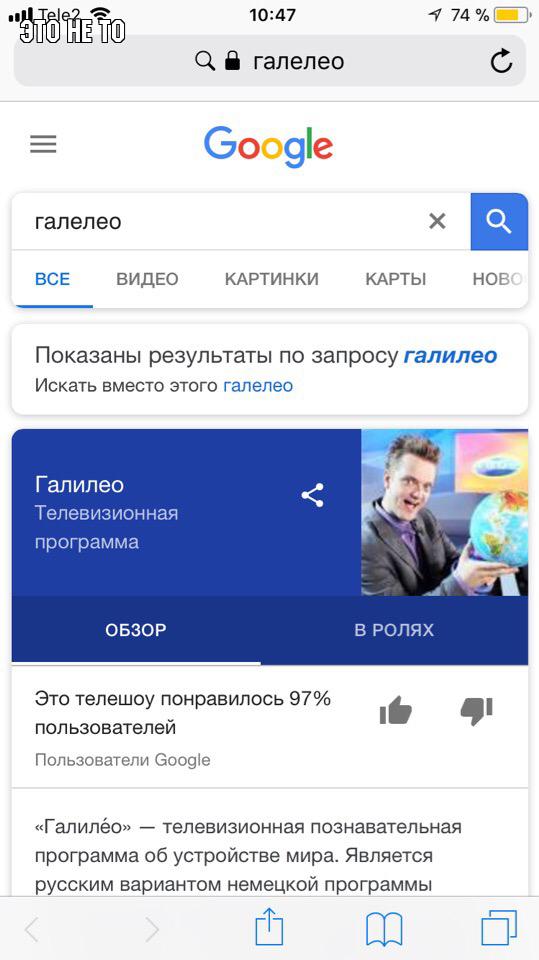 Tele2 10:47 74 %
ЭТО НЕ ТО
галелео
Google
галелео
ВСЕ ВИДЕО КАРТИНКИ КАРТЫ НОВО
Показаны результаты по запросу галилео
Искать вместо этого галелео
Галилео
Телевизионная
программа
ОБЗОР В РОЛЯХ
Это телешоу понравилось 97%
пользователей
Пользователи Google
«Галиле́о» — телевизионная познавательная
программа об устройстве мира. Является
русским вариантом немецкой программы